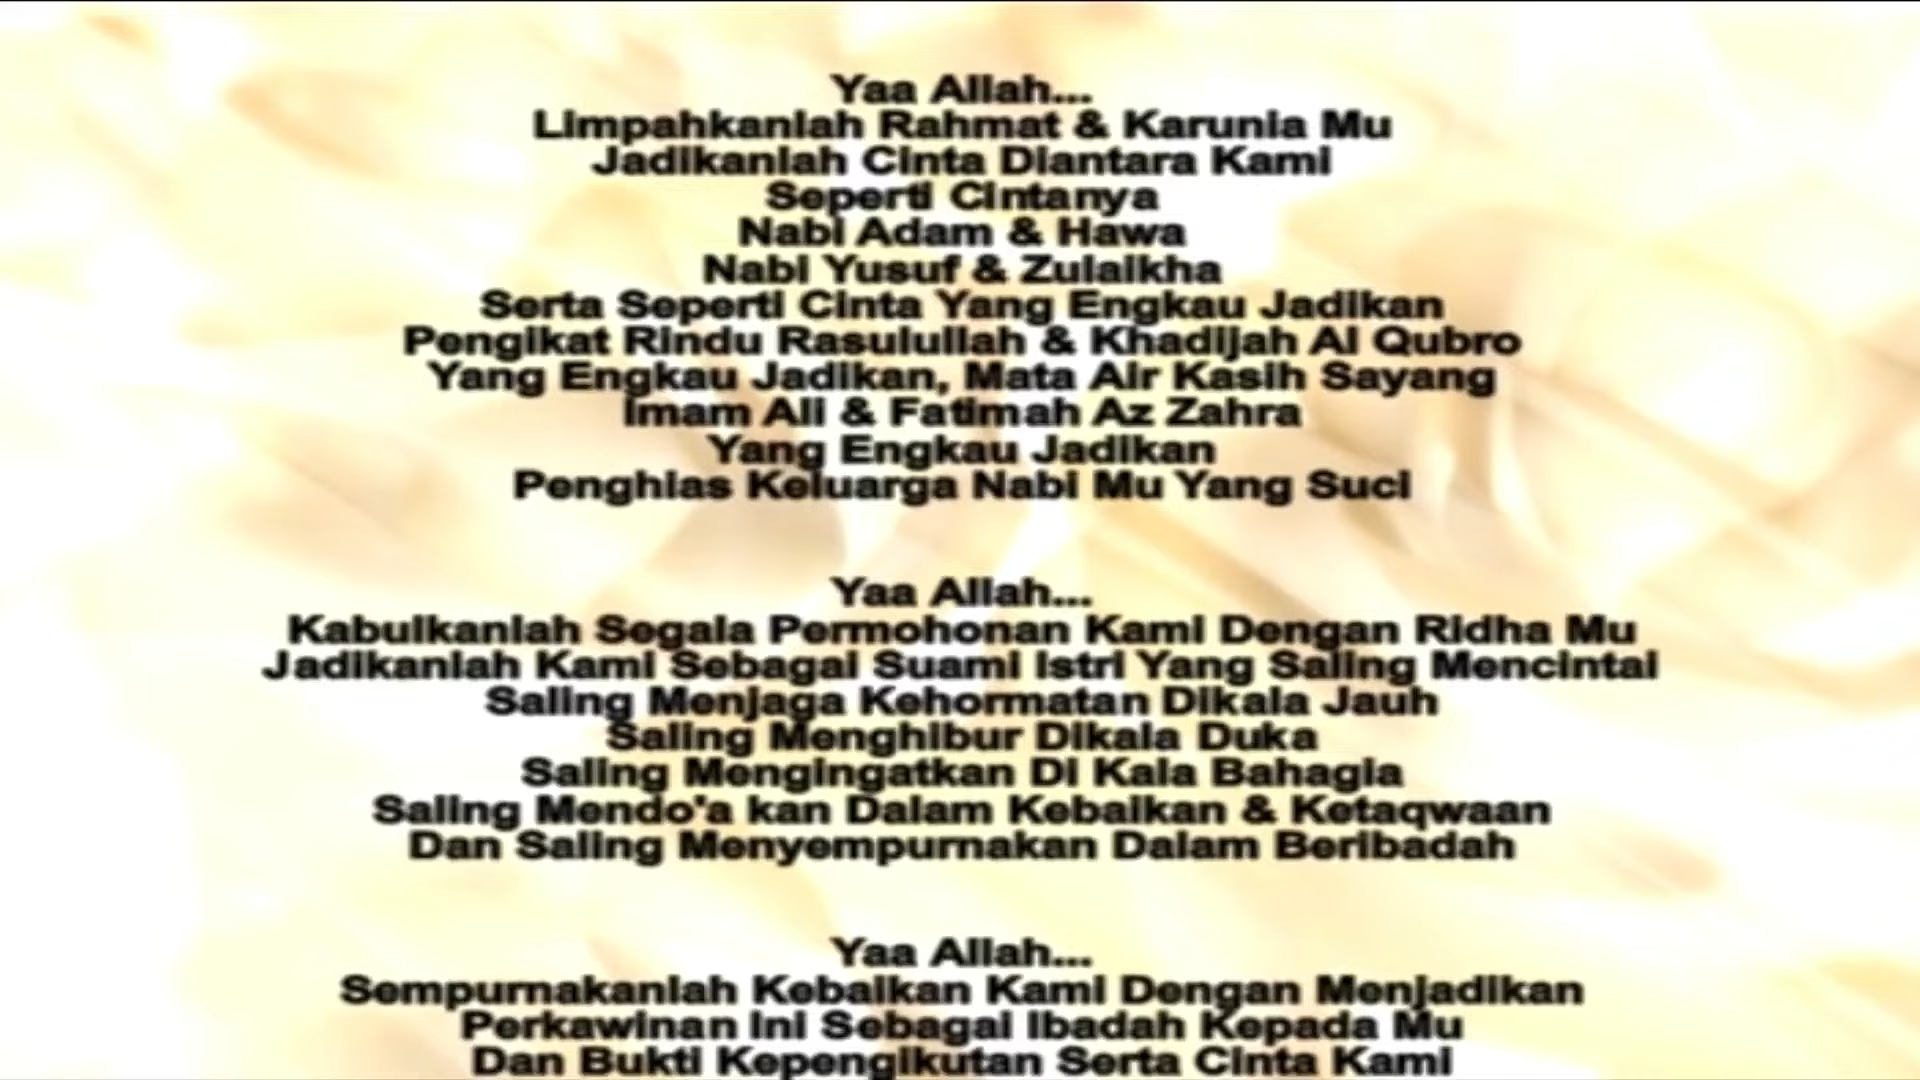 Yaa Allah...
Limpahkanlah Rahmat & Karunia Mu
Jadikanlah Cinta Diantara Kami
Seperti Cintanya
Nabi Adam & Hawa
Nabi Yusuf & Zulaikha
Serta Seperti Cinta Yang Engkau Jadikan
Pengikat Rindu Rasulullah & Khadijah Al Qubro
Yang Engkau Jadikan, Mata Air Kasih Sayang
Imam Ali & Fatimah Az Zahra
Yang Engkau Jadikan
Penghias Keluarga Nabi Mu Yang Suci
Yaa Allah...
Kabulkanlah Segala Permohonan Kami Dengan Ridha Mu
Jadikanlah Kami Sebagai Suami Istri Yang Saling Mencintai
Saling Menjaga Kehormatan Dikala Jauh
Saling Menghibur Dikala Duka
Saling Mengingatkan Di Kala Bahagia
Saling Mendo'a kan Dalam Kebaikan & Ketaqwaan
Dan Saling Menyempurnakan Dalam Beribadah
Yaa Allah...
Sempurnakanlah Kebaikan Kami Dengan Menjadikan
Perkawinan Ini Sebagai Ibadah Kepada Mu
Dan Bukti Kepengikutan Serta Cinta Kami